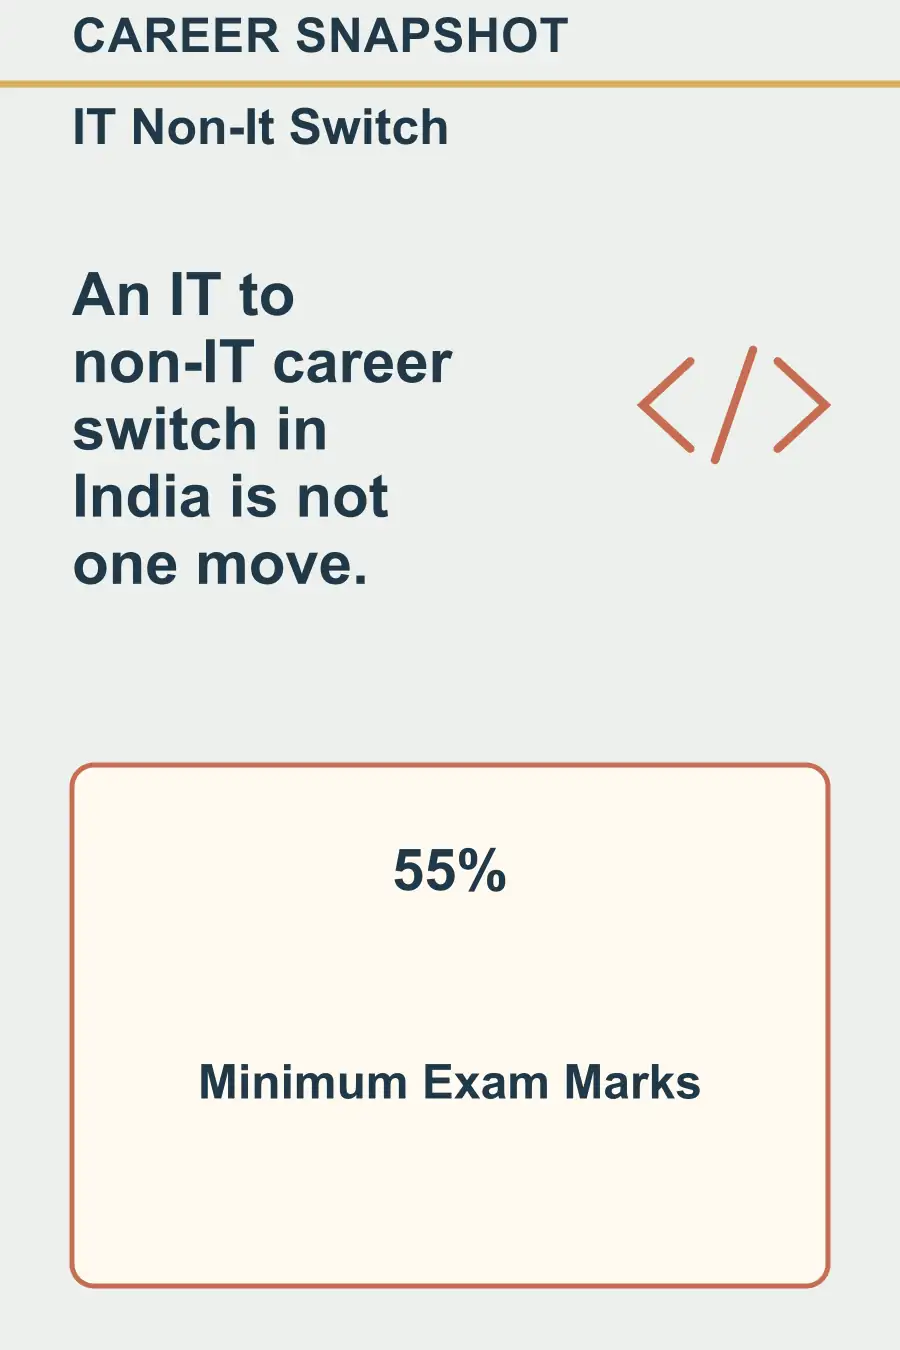 CAREER SNAPSHOT
IT Non-It Switch
An IT to
non-IT career
switch in
India is not
one move.
55%
Minimum Exam Marks